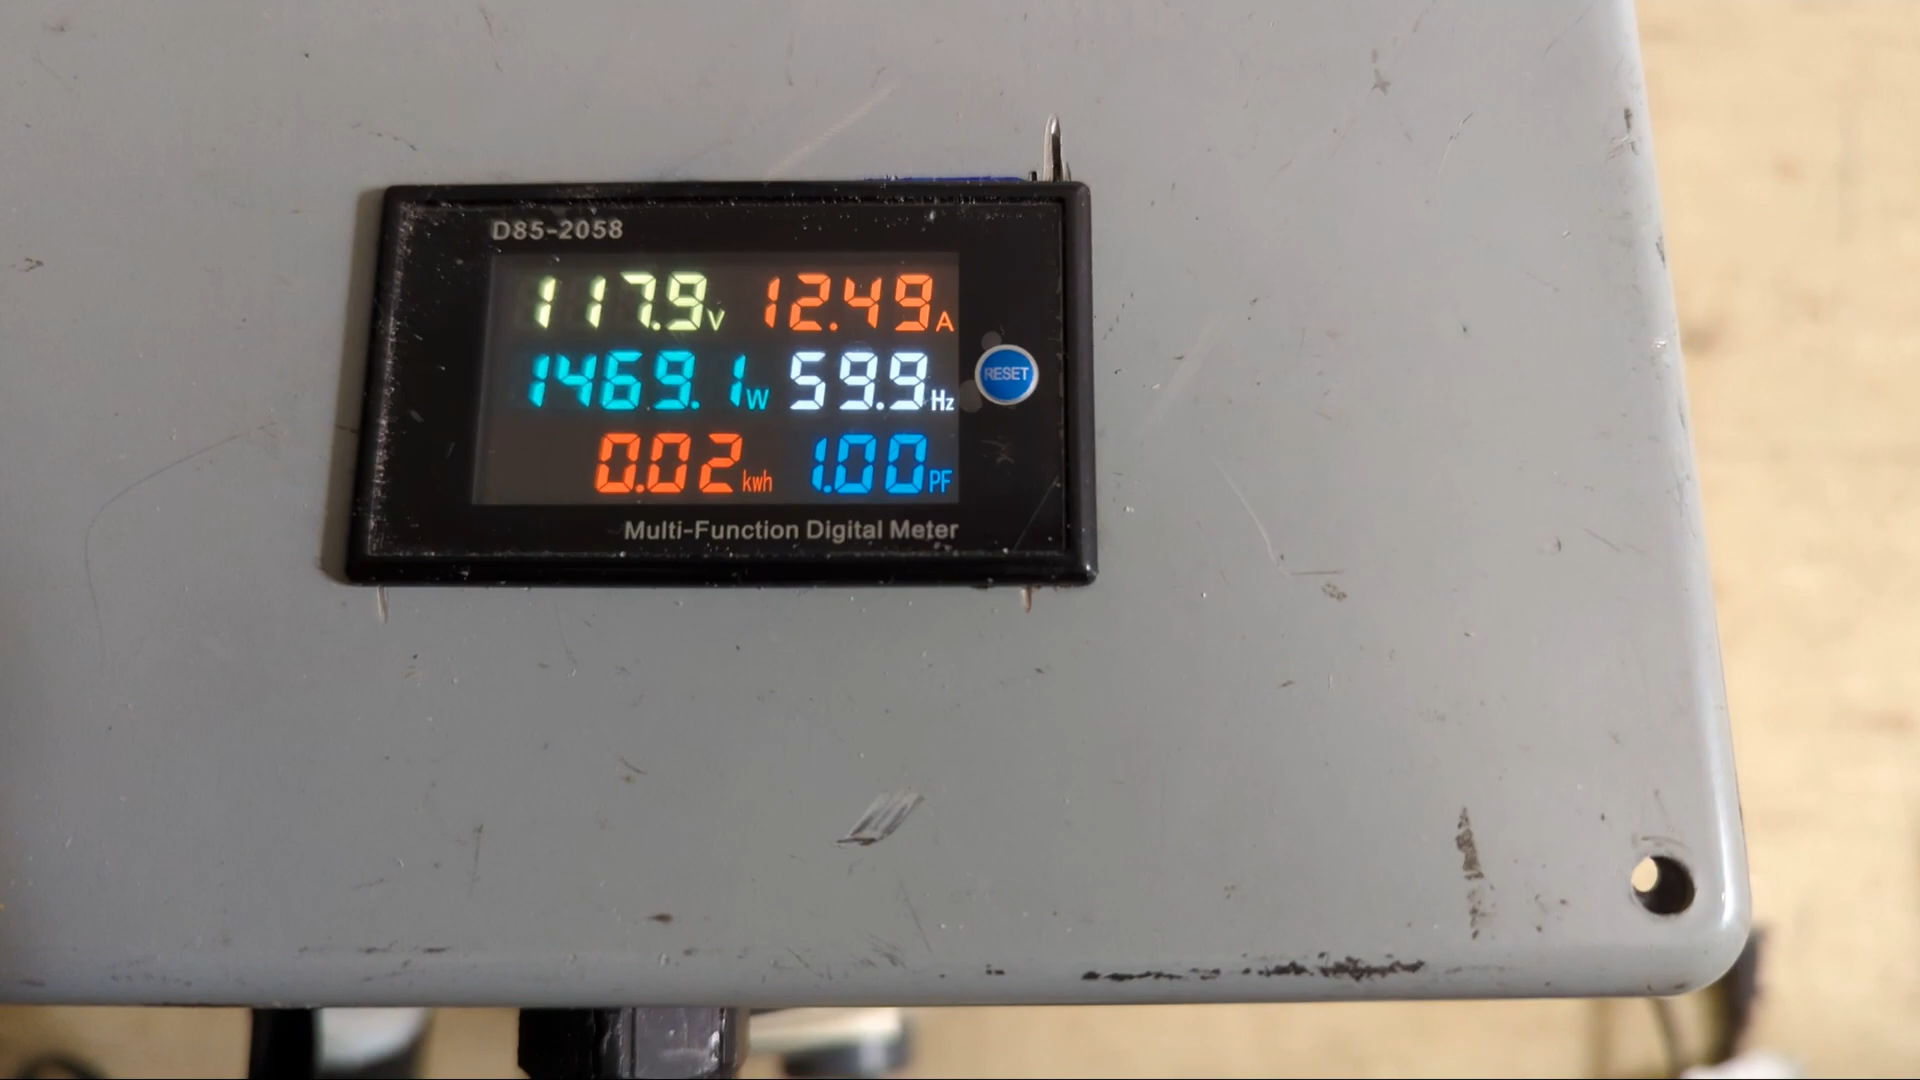 D85-2058
117.9V 12.49A
1469.1W 59.9Hz
RESET
0.02kwh 1.00PF
Multi-Function Digital Meter